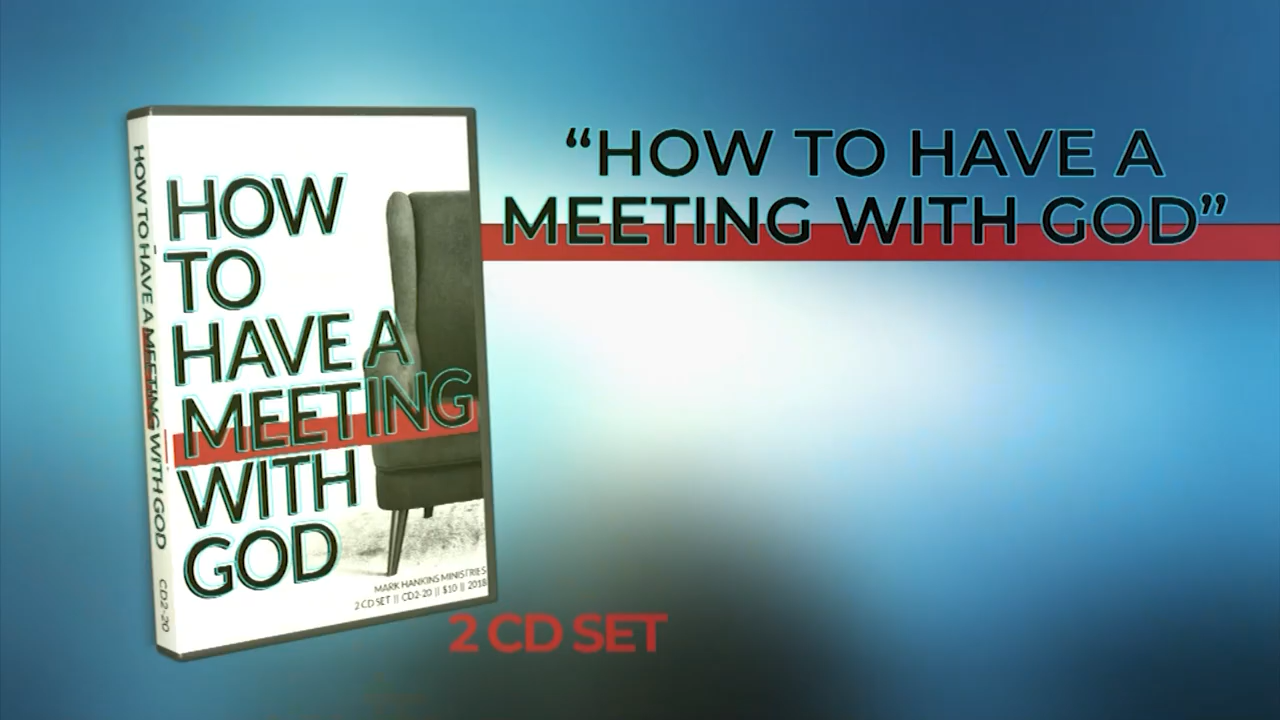 HOW TO HAVE A MEETING WITH GOD
CD2-20
HOW
TO
HAVE A
MEETING
WITH
GOD
MARK HANKINS MINISTRIES
2 CD SET || CD2-20 || $10 || 2018
“HOW TO HAVE A
MEETING WITH GOD”
2 CD SET